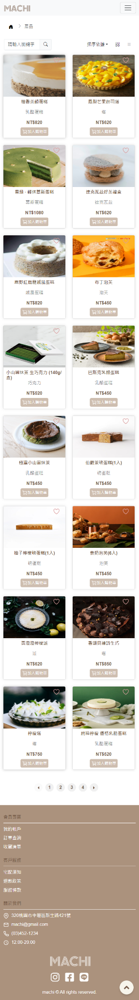 MACHI
產品
請輸入關鍵字
排序依據
柚香茶韻蛋糕
乳酪蛋糕
NT$820
加入購物車
鳳梨芒果起司塔
塔
NT$620
加入購物車
春綠 - 輕抹慕斯蛋糕
慕斯蛋糕
NT$1080
加入購物車
達克瓦茲好茶禮盒
達克瓦茲
NT$620
加入購物車
鹿野紅烏龍戚風蛋糕
戚風蛋糕
NT$820
加入購物車
布丁泡芙
泡芙
NT$450
加入購物車
小山園抹茶 生巧克力 (140g/
盒)
巧克力
NT$520
加入購物車
巴斯克乳酪蛋糕
乳酪蛋糕
NT$450
加入購物車
極濃小山園抹茶
乳酪蛋糕
NT$450
加入購物車
伯爵茶磅蛋糕(1入)
磅蛋糕
NT$450
加入購物車
柚子檸檬磅蛋糕(1入)
磅蛋糕
NT$450
加入購物車
泰奶泡芙(6入)
泡芙
NT$450
加入購物車
黃澄澄檸檬派
派
NT$620
加入購物車
香頌貝禮詩生巧
塔
NT$850
加入購物車
檸檬塔
塔
NT$750
加入購物車
純粹檸檬 優格乳酪蛋糕
乳酪蛋糕
NT$520
加入購物車
1 2 3 4
會員專區
我的帳戶
訂單查詢
收藏清單
客戶服務
宅配須知
退款政策
服務條款
關於我們
320桃園市中壢區新生路421號
machi@gmail.com
(03)452-1234
12:00-20:00
MACHI
LINE
machi © All rights reserved.